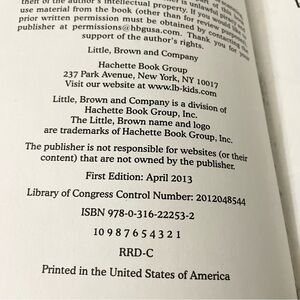 theft of the author's intellectual property. If you would
use material from the book (other than for review
prior written permission must be obtained by
publisher at permissions@hbgusa.com. Thank you for your
support of the author's rights.
Little, Brown and Company
Hachette Book Group
237 Park Avenue, New York, NY 10017
Visit our website at www.lb-kids.com
Little, Brown and Company is a division of
Hachette Book Group, Inc.
The Little, Brown name and logo
are trademarks of Hachette Book Group, Inc.
The publisher is not responsible for websites (or their
content) that are not owned by the publisher.
First Edition: April 2013
Library of Congress Control Number: 2012048544
ISBN 978-0-316-22253-2
10 9 8 7 6 5 4 3 2 1
RRD-C
Printed in the United States of America